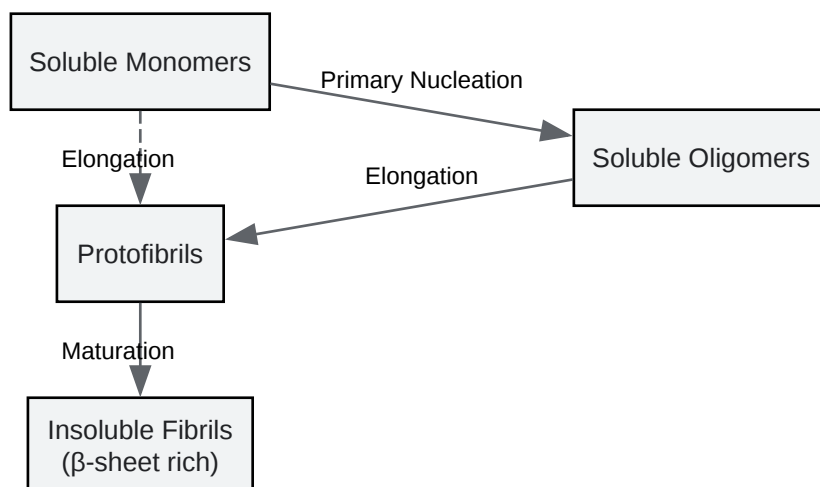 Soluble Monomers
Primary Nucleation
Soluble Oligomers
Elongation
Elongation
Protofibrils
Maturation
Insoluble Fibrils
(β-sheet rich)